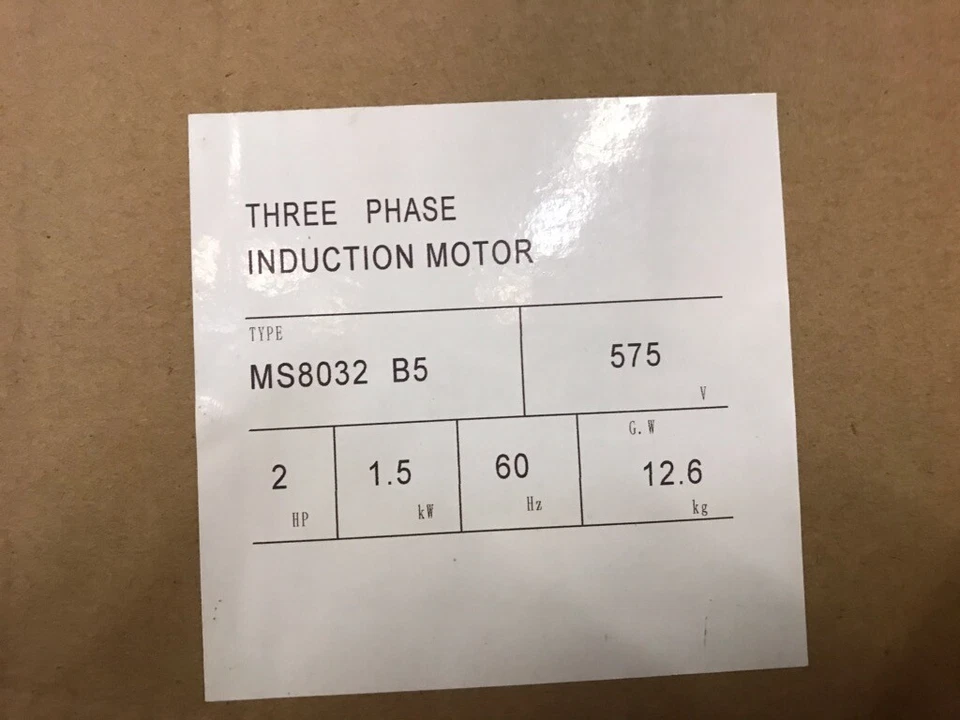 THREE PHASE
INDUCTION MOTOR
TYPE
MS8032 B5
575
V
2
HP
1.5
kW
60
Hz
G.W
12.6
kg